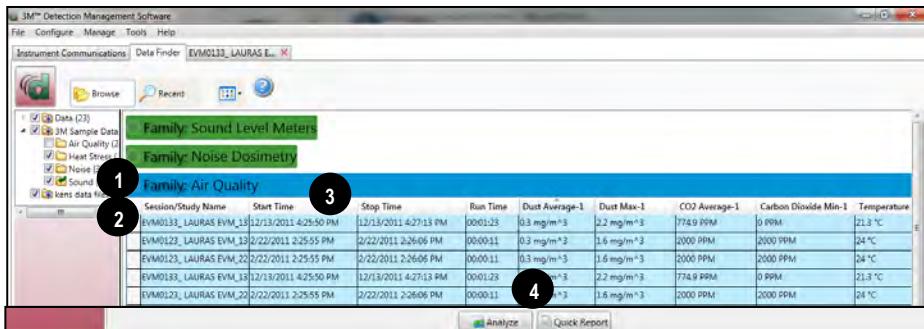 3M™ Detection Management Software
File Configure Manage Tools Help
Instrument Communications Data Finder EVM0133_ LAURAS E...
Browse Recent
Data (23)
3M Sample Data
Air Quality (2
Heat Stress (
Noise (
Sound
kens data fi
Family: Sound Level Meters
Family: Noise Dosimetry
Family: Air Quality
1
2
3
Session/Study Name Start Time Stop Time Run Time Dust Average-1 Dust Max-1 CO2 Average-1 Carbon Dioxide Min-1 Temperature
EVM0133_ LAURAS EVM_13 12/13/2011 4:25:50 PM 12/13/2011 4:27:13 PM 00:01:23 0.3 mg/m^3 2.2 mg/m^3 774.9 PPM 0 PPM 21.3 °C
EVM0123_ LAURAS EVM_22 2/22/2011 2:25:55 PM 2/22/2011 2:26:06 PM 00:00:11 0.3 mg/m^3 1.6 mg/m^3 2000 PPM 2000 PPM 24 °C
EVM0123_ LAURAS EVM_22 2/22/2011 2:25:55 PM 2/22/2011 2:26:06 PM 00:00:11 0.3 mg/m^3 1.6 mg/m^3 2000 PPM 2000 PPM 24 °C
EVM0133_ LAURAS EVM_13 12/13/2011 4:25:50 PM 12/13/2011 4:27:13 PM 00:01:23 mg/m^3 2.2 mg/m^3 774.9 PPM 0 PPM 21.3 °C
EVM0123_ LAURAS EVM_22 2/22/2011 2:25:55 PM 2/22/2011 2:26:06 PM 00:00:11 mg/m^3 1.6 mg/m^3 2000 PPM 2000 PPM 24 °C
4
Analyze Quick Report